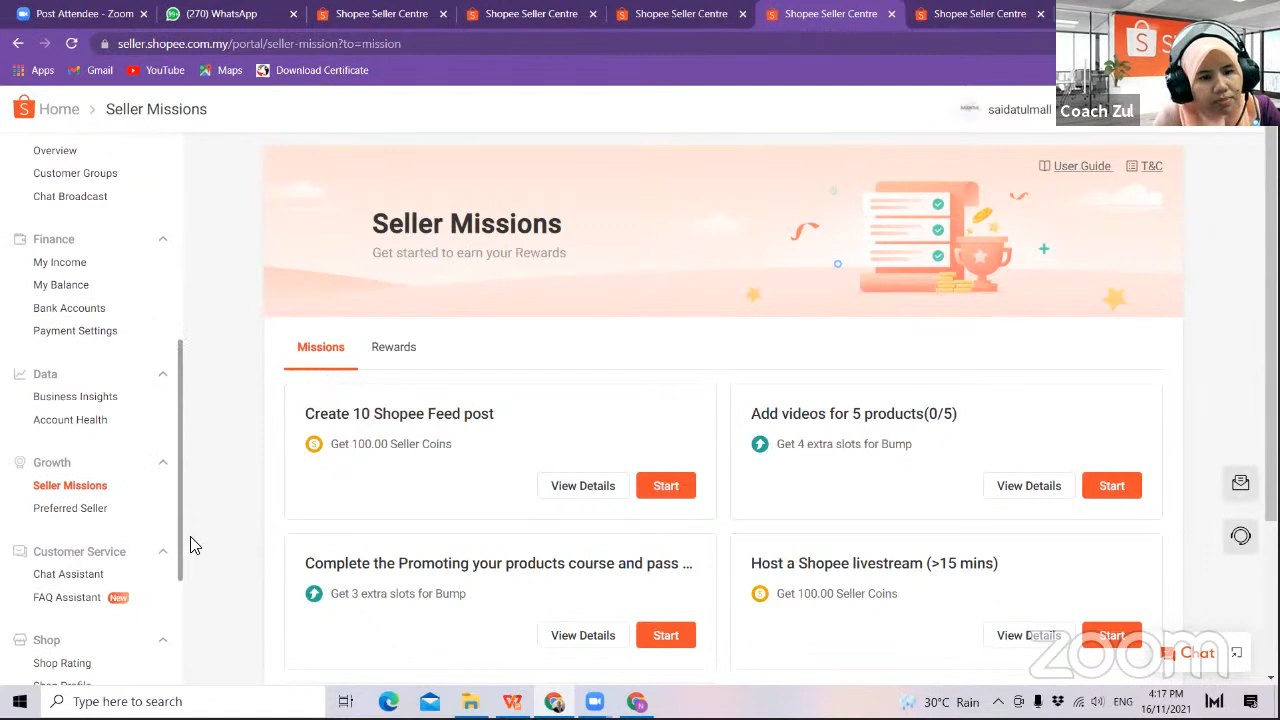 Post Attendee - Zoom
(270) WhatsApp
Shopee Seller Centre
Shopee Seller Centre
Shopee Seller Centre
Shopee Seller Centre
Shopee Seller Centre
seller.shopee.com.my/portal/seller-mission?to=mission
Apps
Gmail
YouTube
Maps
Download Certificate
Home > Seller Missions
saidatulmall
Coach Zul
Overview
Customer Groups
Chat Broadcast
Finance
My Income
My Balance
Bank Accounts
Payment Settings
Data
Business Insights
Account Health
Growth
Seller Missions
Preferred Seller
Customer Service
Chat Assistant
FAQ Assistant New
Shop
Shop Rating
User Guide
T&C
Seller Missions
Get started to earn your Rewards
Missions
Rewards
Create 10 Shopee Feed post
Get 100.00 Seller Coins
View Details
Start
Add videos for 5 products(0/5)
Get 4 extra slots for Bump
View Details
Start
Complete the Promoting your products course and pass ...
Get 3 extra slots for Bump
View Details
Start
Host a Shopee livestream (>15 mins)
Get 100.00 Seller Coins
View Details
Start
Chat
zoom
Type here to search
30°C Rain
ENG
4:17 PM
16/11/2021